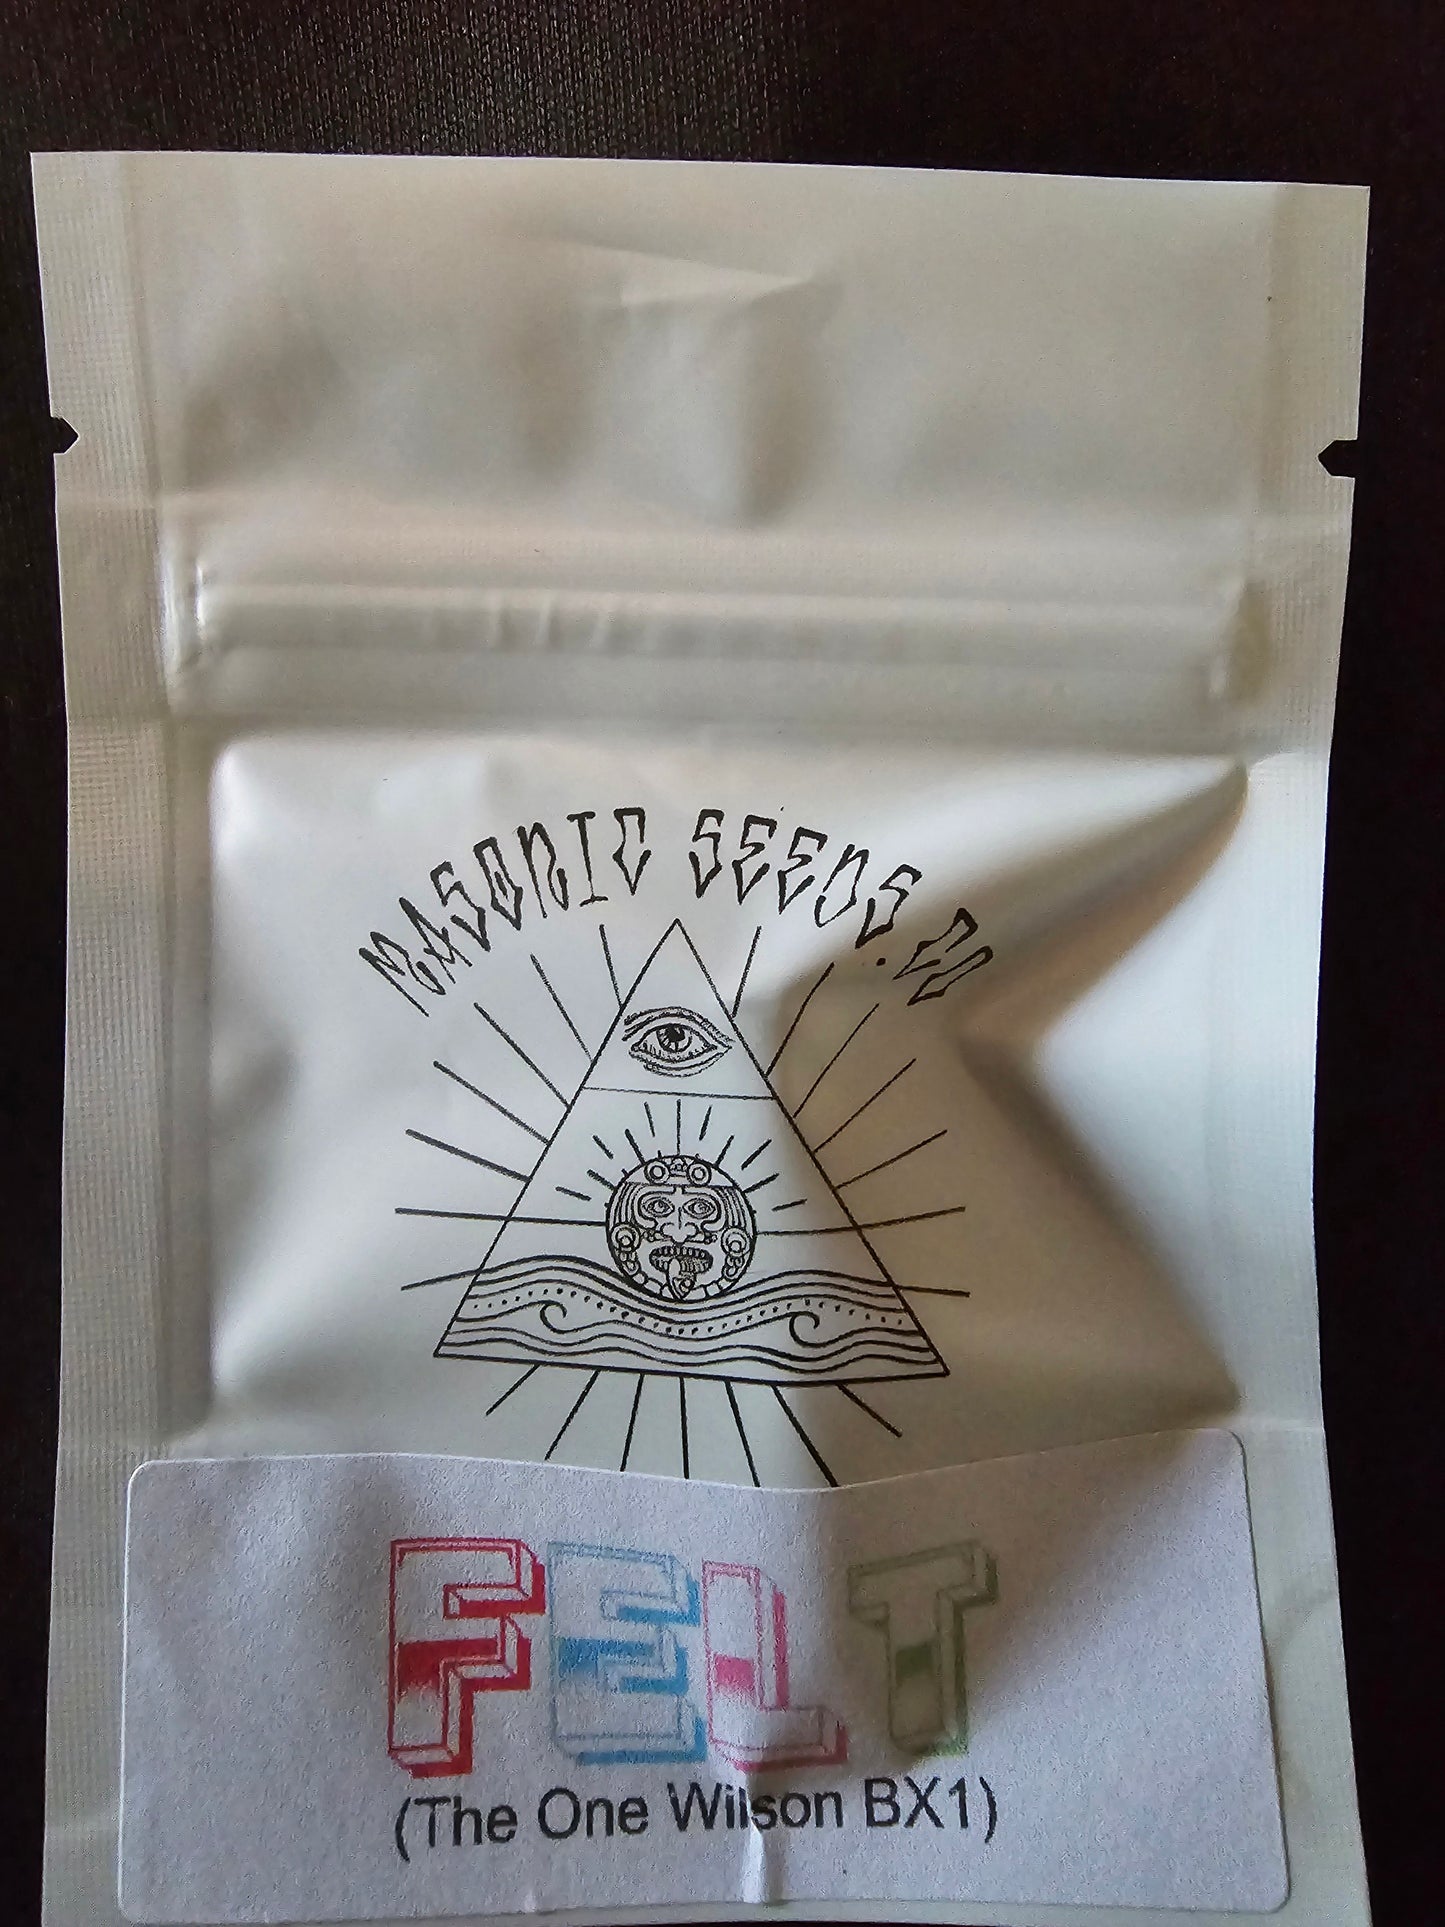 MASONIC SEEDS.CO
FELT
(The One Wilson BX1)